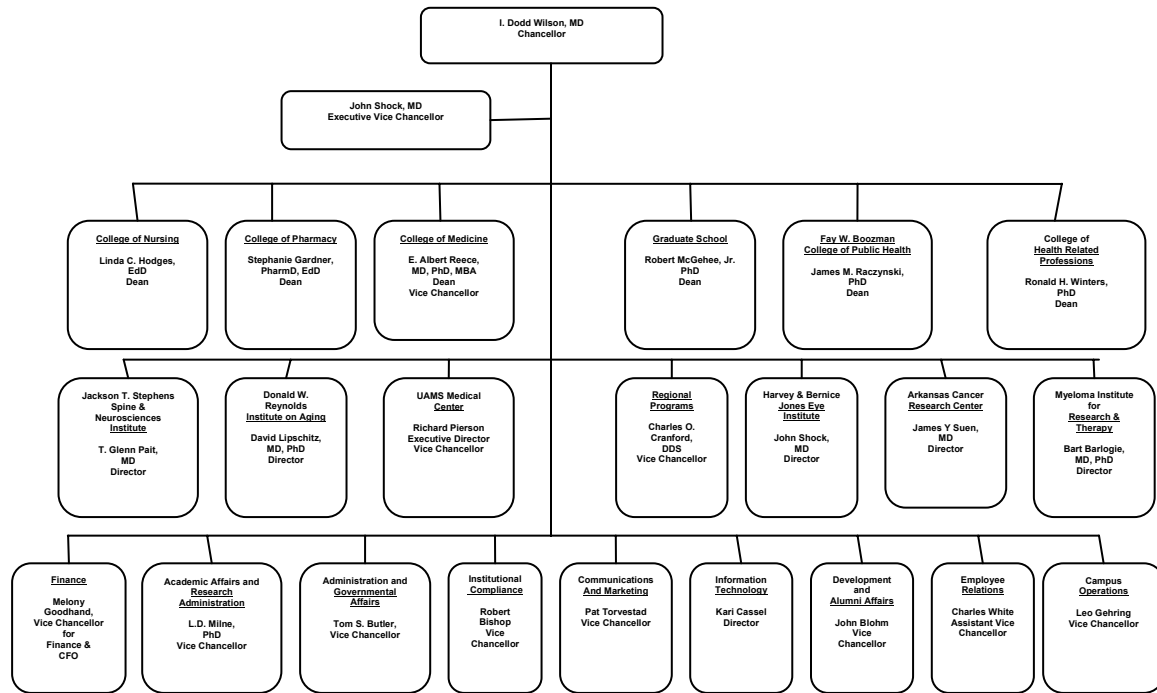 I. Dodd Wilson, MD
Chancellor
John Shock, MD
Executive Vice Chancellor
College of Nursing
Linda C. Hodges,
EdD
Dean
College of Pharmacy
Stephanie Gardner,
PharmD, EdD
Dean
College of Medicine
E. Albert Reece,
MD, PhD, MBA
Dean
Vice Chancellor
Graduate School
Robert McGehee, Jr.
PhD
Dean
Fay W. Boozman
College of Public Health
James M. Raczynski,
PhD
Dean
College of
Health Related
Professions
Ronald H. Winters,
PhD
Dean
Jackson T. Stephens
Spine &
Neurosciences
Institute
T. Glenn Pait,
MD
Director
Donald W.
Reynolds
Institute on Aging
David Lipschitz,
MD, PhD
Director
UAMS Medical
Center
Richard Pierson
Executive Director
Vice Chancellor
Regional
Programs
Charles O.
Cranford,
DDS
Vice Chancellor
Harvey & Bernice
Jones Eye
Institute
John Shock,
MD
Director
Arkansas Cancer
Research Center
James Y Suen,
MD
Director
Myeloma Institute
for
Research &
Therapy
Bart Barlogie,
MD, PhD
Director
Finance
Melony
Goodhand,
Vice Chancellor
for
Finance &
CFO
Academic Affairs and
Research
Administration
L.D. Milne,
PhD
Vice Chancellor
Administration and
Governmental
Affairs
Tom S. Butler,
Vice Chancellor
Institutional
Compliance
Robert
Bishop
Vice
Chancellor
Communications
And Marketing
Pat Torvestad
Vice Chancellor
Information
Technology
Kari Cassel
Director
Development
and
Alumni Affairs
John Blohm
Vice
Chancellor
Employee
Relations
Charles White
Assistant Vice
Chancellor
Campus
Operations
Leo Gehring
Vice Chancellor